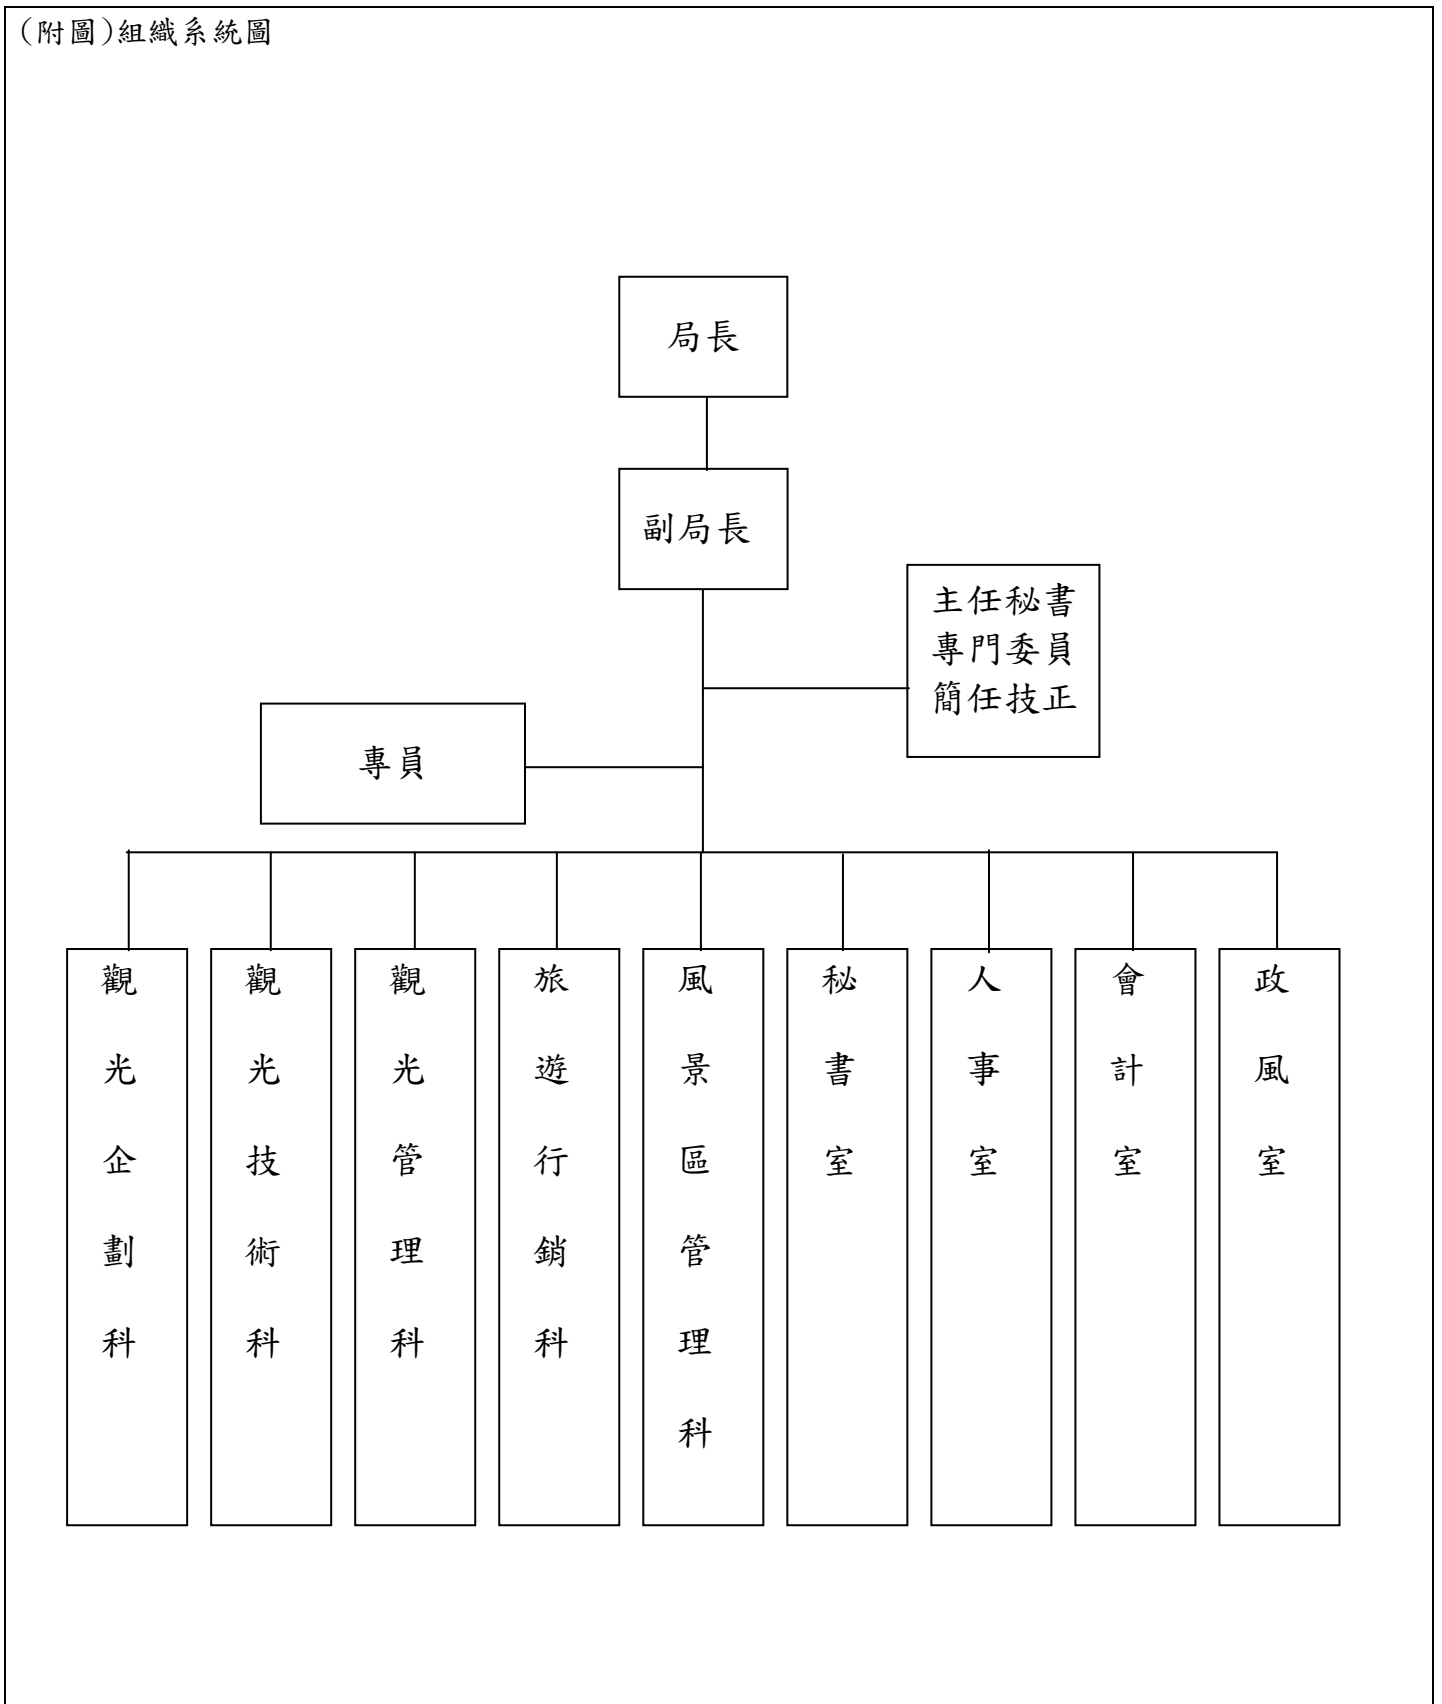 (附圖)組織系統圖
局長
副局長
主任秘書
專門委員
簡任技正
專員
觀光企劃科
觀光技術科
觀光管理科
旅遊行銷科
風景區管理科
秘書室
人事室
會計室
政風室